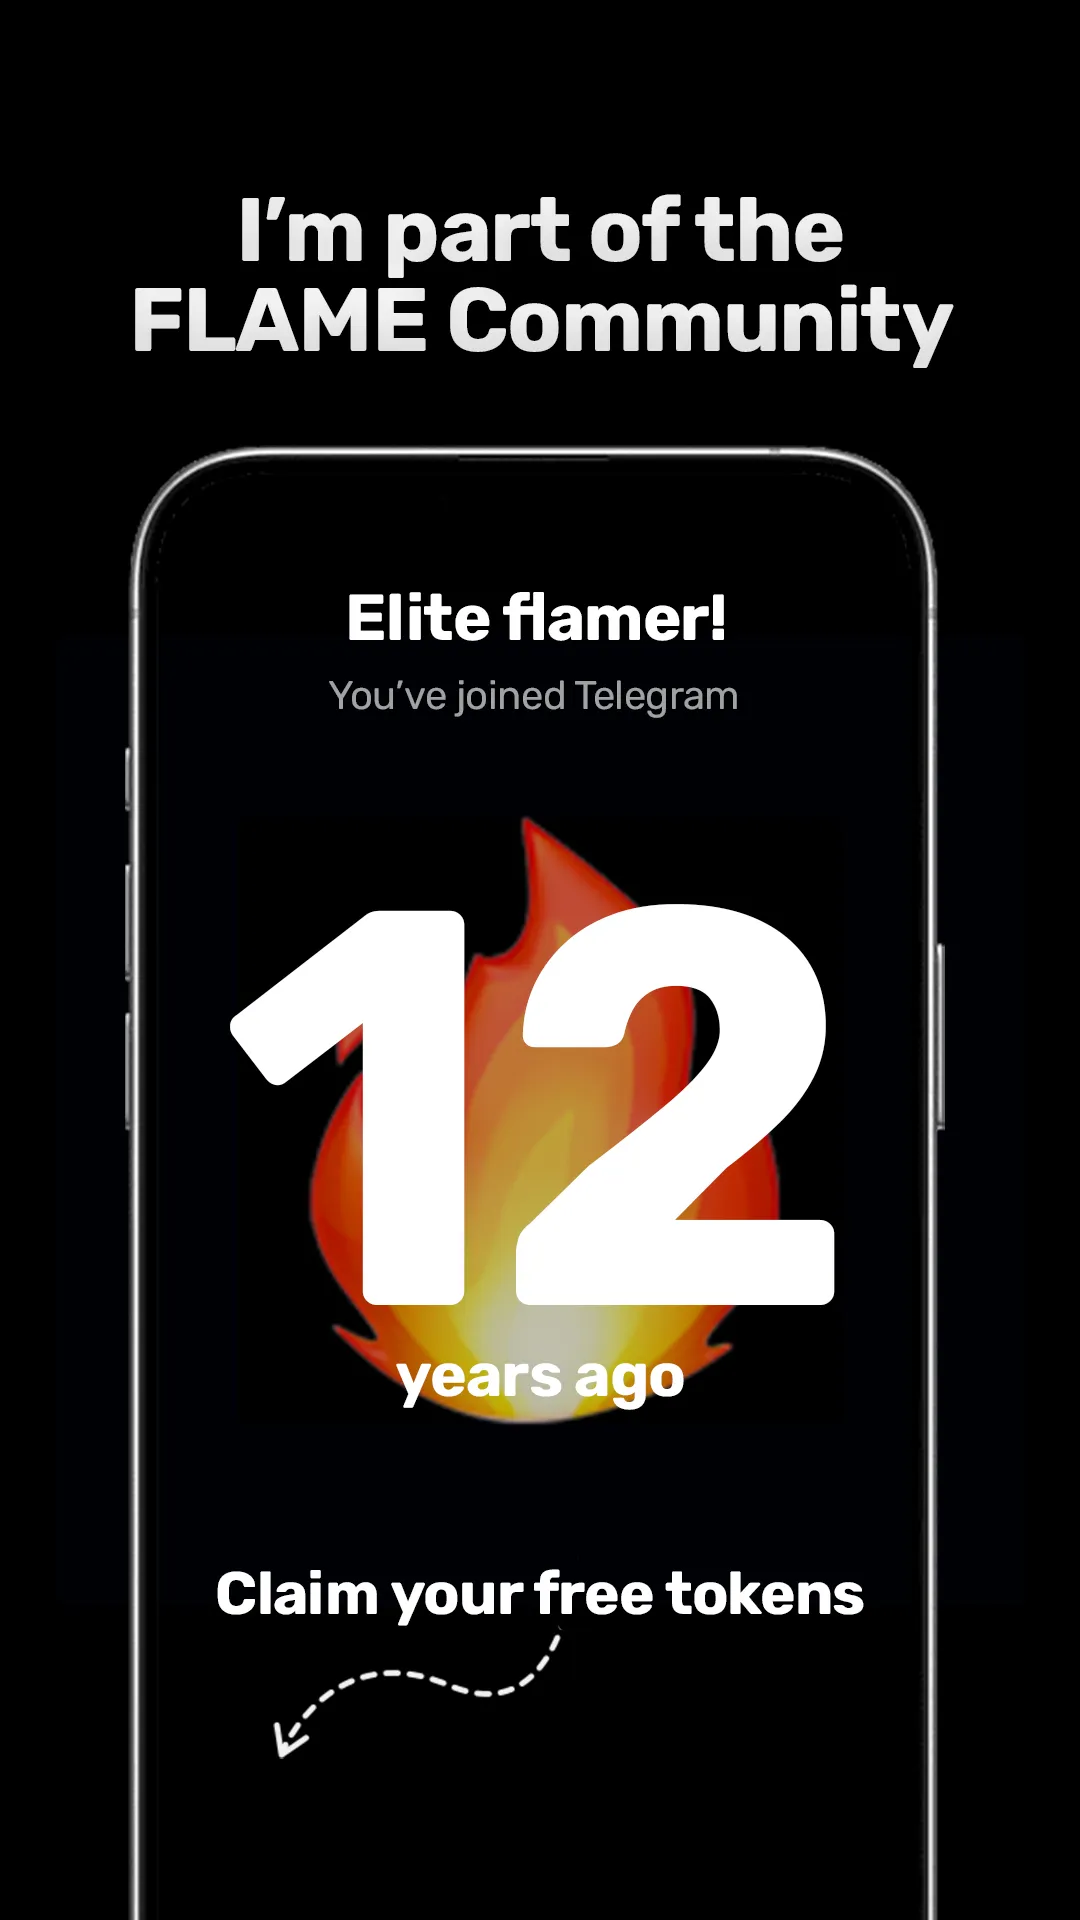 I’m part of the
FLAME Community
Elite flamer!
You’ve joined Telegram
12
years ago
Claim your free tokens